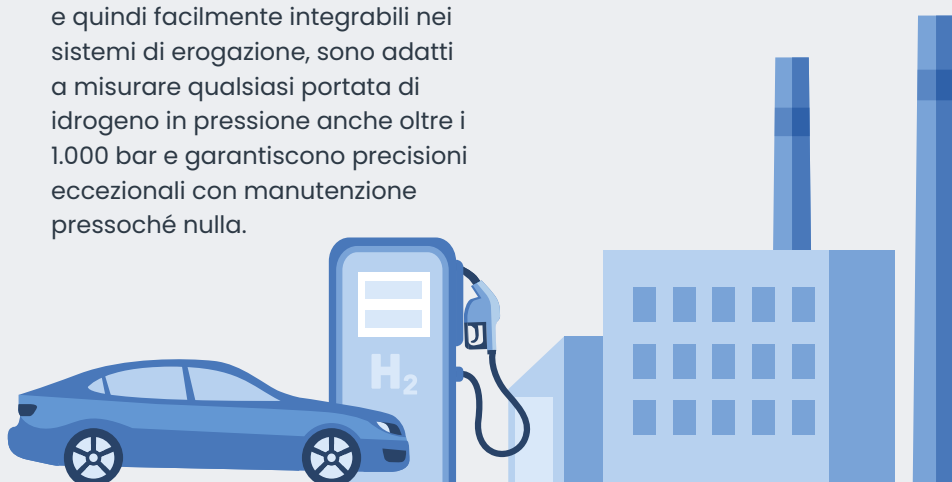 e quindi facilmente integrabili nei
sistemi di erogazione, sono adatti
a misurare qualsiasi portata di
idrogeno in pressione anche oltre i
1.000 bar e garantiscono precisioni
eccezionali con manutenzione
pressoché nulla.
H₂